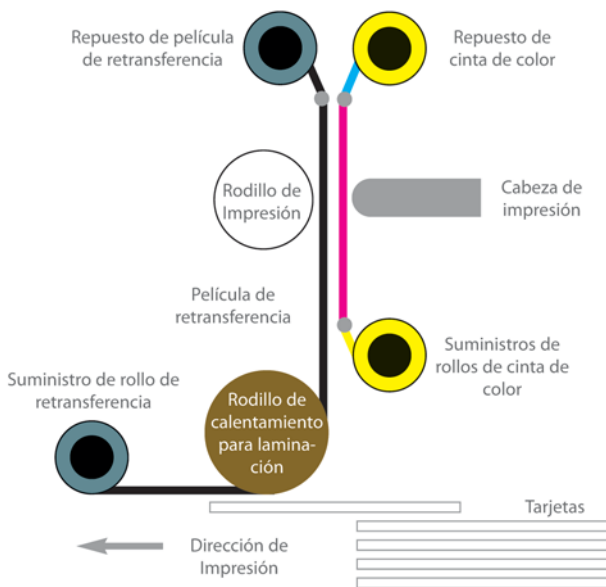 Repuesto de película
de retransferencia
Repuesto de
cinta de color
Rodillo de
Impresión
Cabeza de
impresión
Película de
retransferencia
Suministros de
rollos de cinta de
color
Suministro de rollo de
retransferencia
Rodillo de
calentamiento
para lamina-
ción
Tarjetas
Dirección de
Impresión